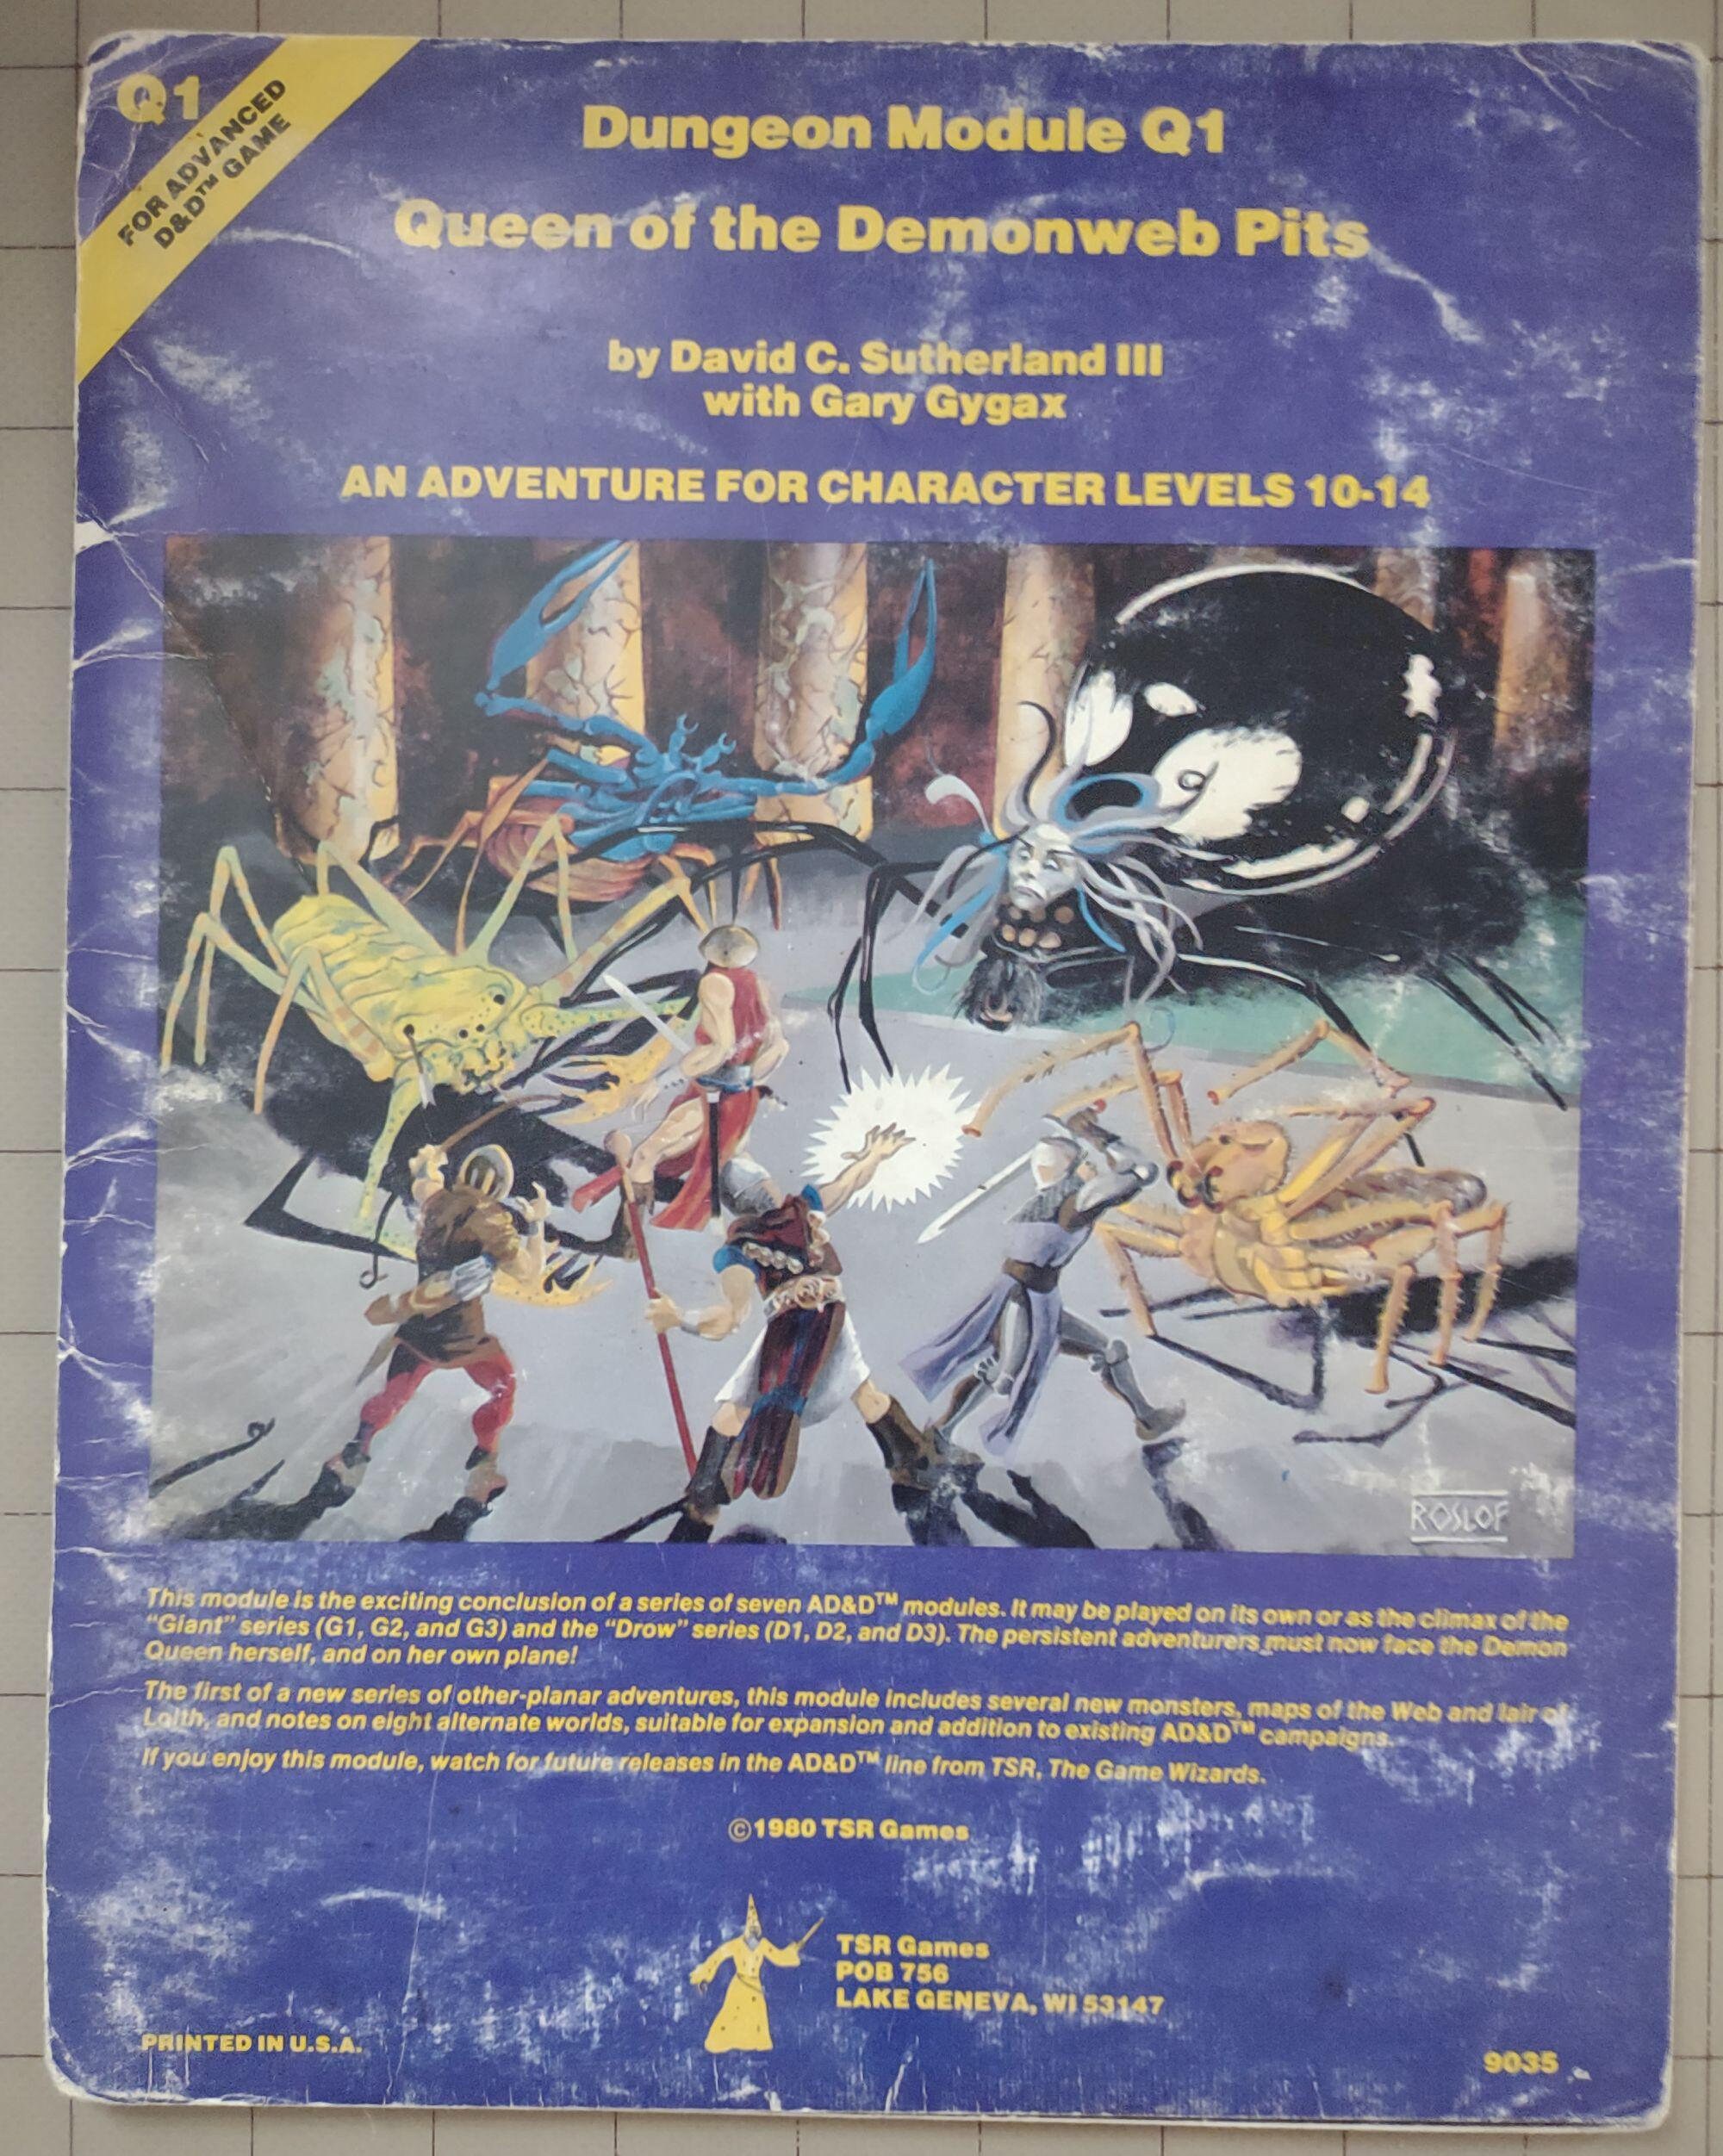 Q1
FOR ADVANCED
D&D™ GAME
Dungeon Module Q1
Queen of the Demonweb Pits
by David C. Sutherland III
with Gary Gygax
AN ADVENTURE FOR CHARACTER LEVELS 10-14
ROSLOF
This module is the exciting conclusion of a series of seven AD&D™ modules. It may be played on its own or as the climax of the
"Giant" series (G1, G2, and G3) and the "Drow" series (D1, D2, and D3). The persistent adventurers must now face the Demon
Queen herself, and on her own plane!
The first of a new series of other-planar adventures, this module includes several new monsters, maps of the Web and lair of
Lolth, and notes on eight alternate worlds, suitable for expansion and addition to existing AD&D™ campaigns.
If you enjoy this module, watch for future releases in the AD&D™ line from TSR, The Game Wizards.
©1980 TSR Games
TSR Games
POB 756
LAKE GENEVA, WI 53147
PRINTED IN U.S.A.
9035